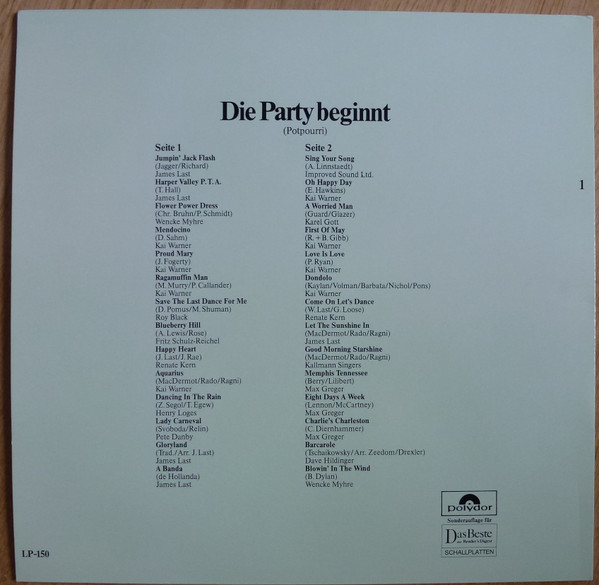 Die Party beginnt
(Potpourri)
Seite 1
Jumpin' Jack Flash
(Jagger/Richard)
James Last
Harper Valley P.T.A.
(T. Hall)
James Last
Flower Power Dress
(Chr. Bruhn/P. Schmidt)
Wencke Myhre
Mendocino
(D. Sahm)
Kai Warner
Proud Mary
(J. Fogerty)
Kai Warner
Ragamuffin Man
(M. Murry/P. Callander)
Kai Warner
Save The Last Dance For Me
(D. Pomus/M. Shuman)
Roy Black
Blueberry Hill
(A. Lewis/Rose)
Fritz Schulz-Reichel
Happy Heart
(J. Last/J. Rae)
Renate Kern
Aquarius
(MacDermot/Rado/Ragni)
Kai Warner
Dancing In The Rain
(Z. Segol/T. Egew)
Henry Loges
Lady Carneval
(Svoboda/Relin)
Pete Danby
Gloryland
(Trad./Arr. J. Last)
James Last
A Banda
(de Hollanda)
James Last
Seite 2
Sing Your Song
(A. Linnstaedt)
Improved Sound Ltd.
Oh Happy Day
(E. Hawkins)
Kai Warner
A Worried Man
(Guard/Glazer)
Karel Gott
First Of May
(R. + B. Gibb)
Kai Warner
Love Is Love
(P. Ryan)
Kai Warner
Dondolo
(Kaylan/Volman/Barbata/Nichol/Pons)
Kai Warner
Come On Let's Dance
(W. Last/G. Loose)
Renate Kern
Let The Sunshine In
(MacDermot/Rado/Ragni)
James Last
Good Morning Starshine
(MacDermot/Rado/Ragni)
Kallmann Singers
Memphis Tennessee
(Berry/Lilibert)
Max Greger
Eight Days A Week
(Lennon/McCartney)
Max Greger
Charlie's Charleston
(C. Diernhammer)
Max Greger
Barcarole
(Tschaikowsky/Arr. Zeedom/Drexler)
Dave Hildinger
Blowin' In The Wind
(B. Dylan)
Wencke Myhre
1
polydor
Sonderauflage für
Das Beste
aus Reader's Digest
SCHALLPLATTEN
LP-150